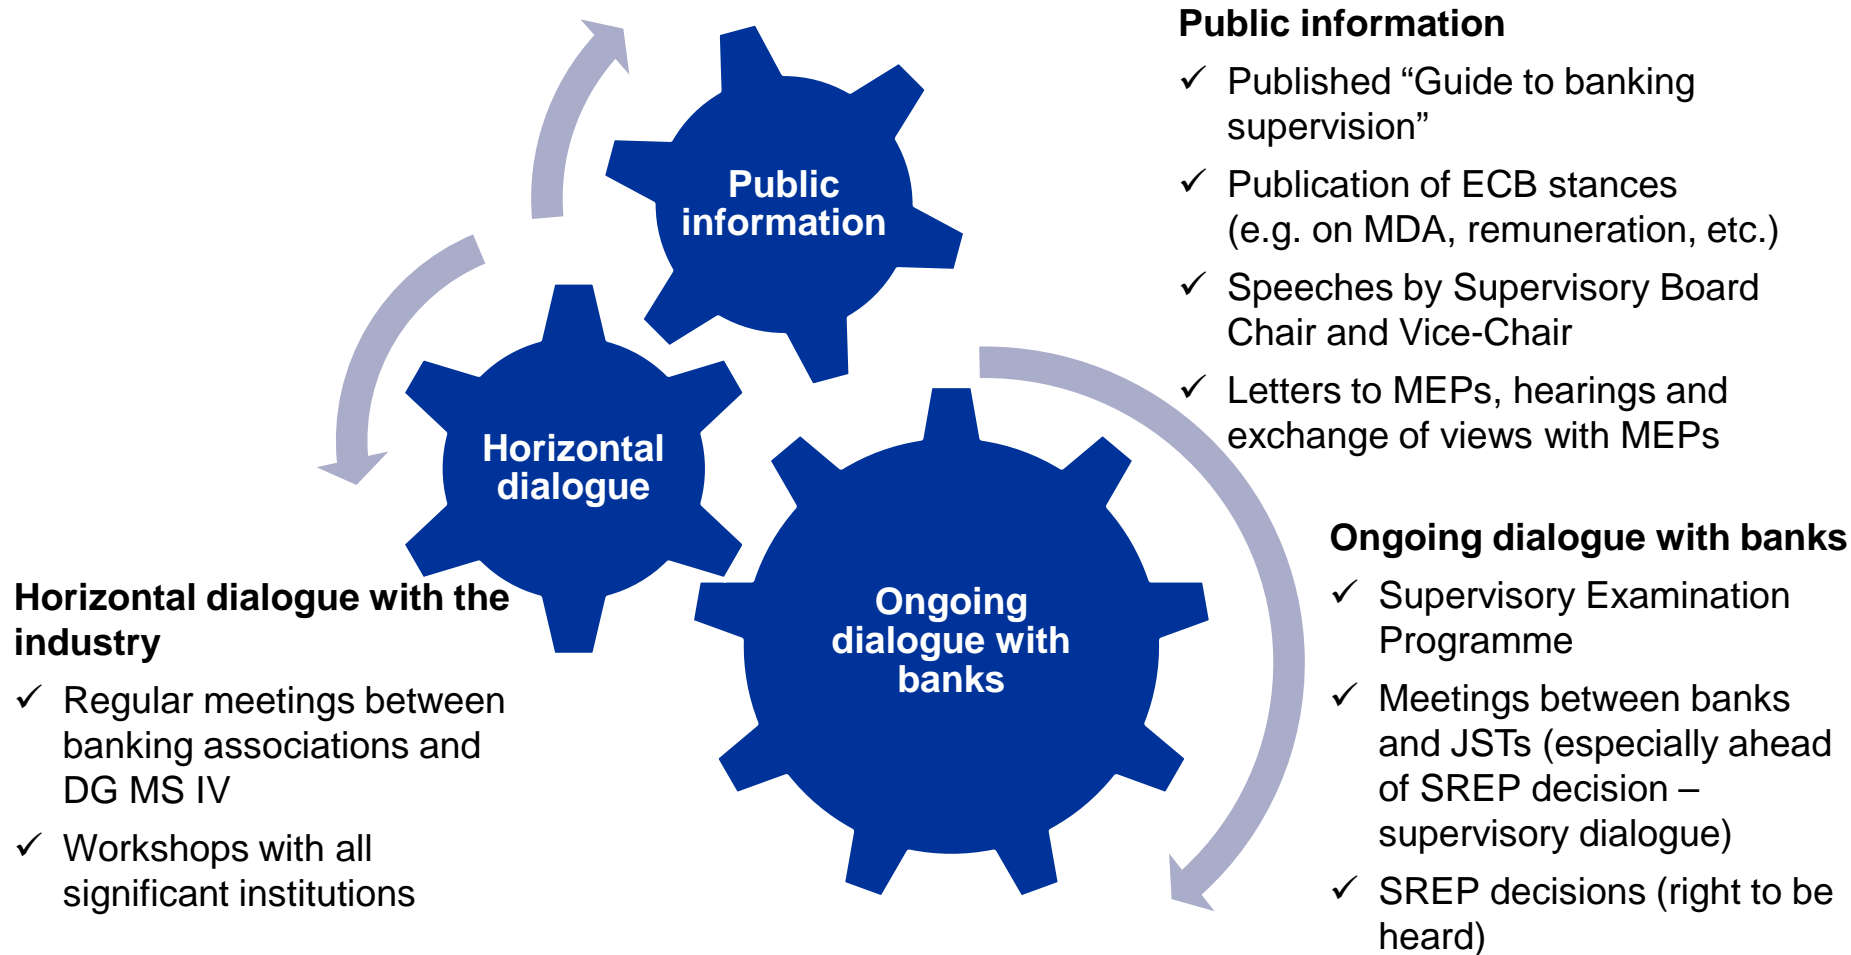 Public
information
Horizontal
dialogue
Ongoing
dialogue with
banks
Public information
✓ Published “Guide to banking
supervision”
✓ Publication of ECB stances
(e.g. on MDA, remuneration, etc.)
✓ Speeches by Supervisory Board
Chair and Vice-Chair
✓ Letters to MEPs, hearings and
exchange of views with MEPs
Horizontal dialogue with the
industry
✓ Regular meetings between
banking associations and
DG MS IV
✓ Workshops with all
significant institutions
Ongoing dialogue with banks
✓ Supervisory Examination
Programme
✓ Meetings between banks
and JSTs (especially ahead
of SREP decision –
supervisory dialogue)
✓ SREP decisions (right to be
heard)